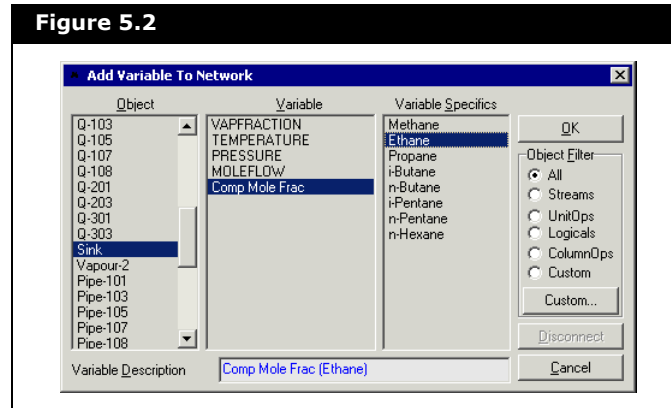 Figure 5.2
Add Variable To Network
Object
Q-103
Q-105
Q-107
Q-108
Q-201
Q-203
Q-301
Q-303
Sink
Vapour-2
Pipe-101
Pipe-103
Pipe-105
Pipe-107
Pipe-108
Variable
VAPFRACTION
TEMPERATURE
PRESSURE
MOLEFLOW
Comp Mole Frac
Variable Specifics
Methane
Ethane
Propane
i-Butane
n-Butane
i-Pentane
n-Pentane
n-Hexane
OK
Object Filter
All
Streams
UnitOps
Logicals
ColumnOps
Custom
Custom...
Disconnect
Cancel
Variable Description
Comp Mole Frac (Ethane)